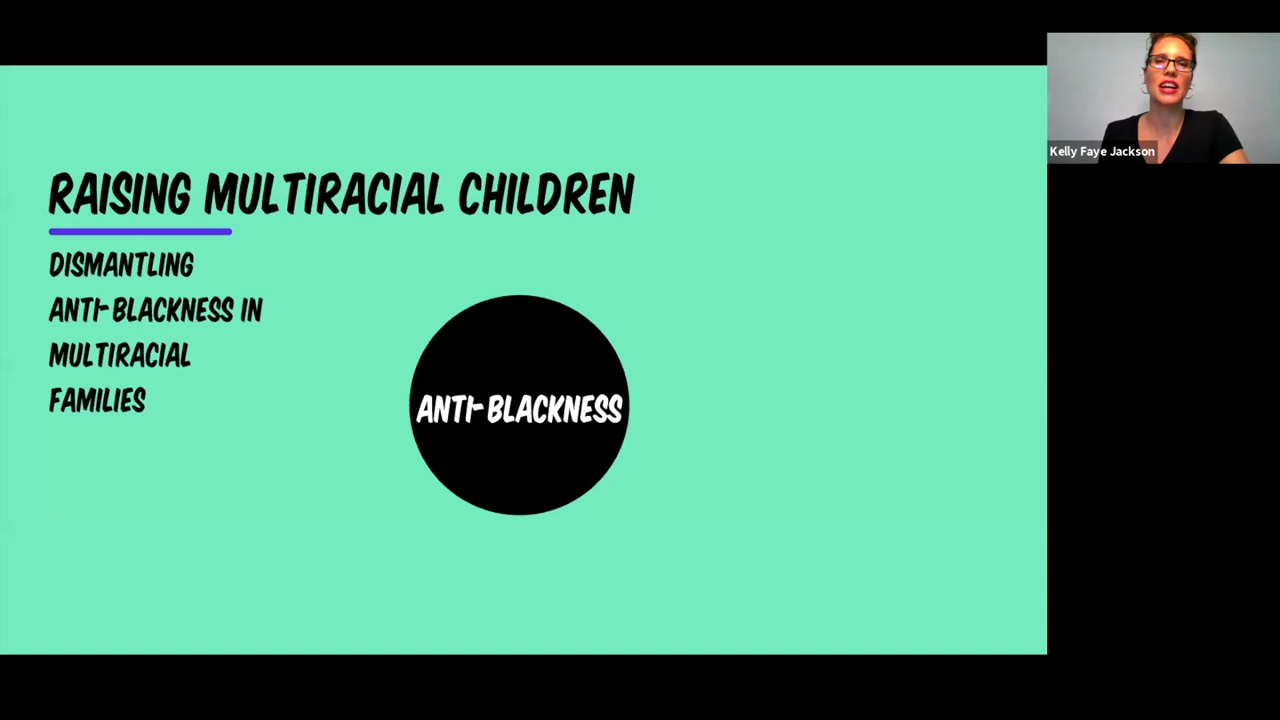 RAISING MULTIRACIAL CHILDREN
DISMANTLING
ANTI-BLACKNESS IN
MULTIRACIAL
FAMILIES
ANTI-BLACKNESS
Kelly Faye Jackson